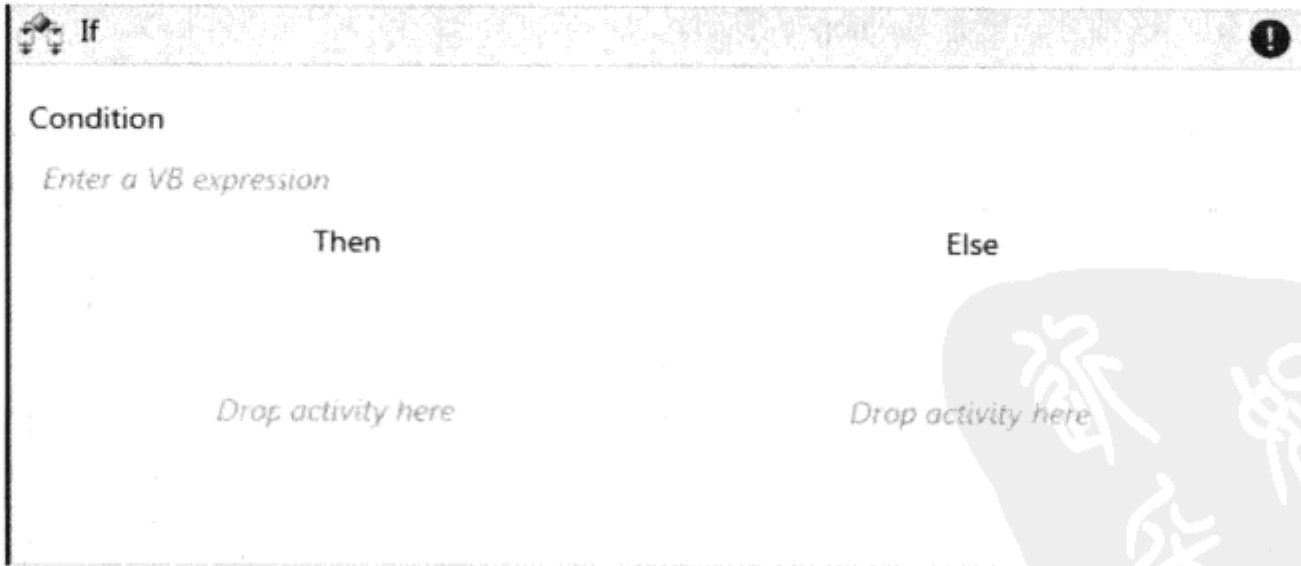 If
Condition
Enter a VB expression
Then Else
Drop activity here Drop activity here